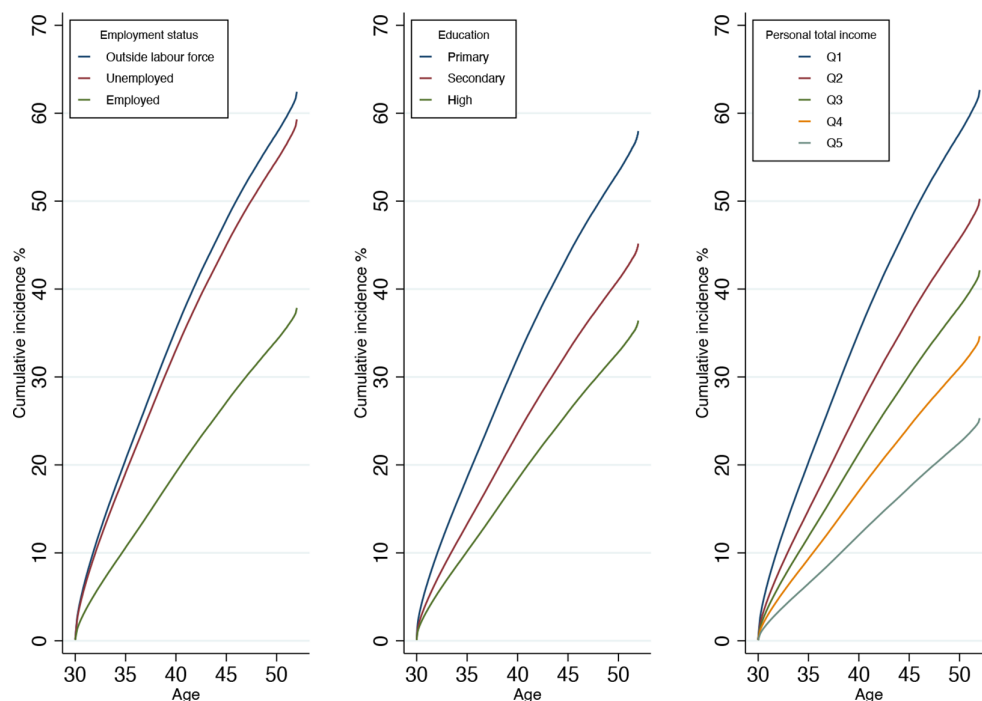 Employment status
Outside labour force
Unemployed
Employed
70
60
50
40
30
20
10
0
Cumulative incidence %
30 35 40 45 50
Age
Education
Primary
Secondary
High
70
60
50
40
30
20
10
0
Cumulative incidence %
30 35 40 45 50
Age
Personal total income
Q1
Q2
Q3
Q4
Q5
70
60
50
40
30
20
10
0
Cumulative incidence %
30 35 40 45 50
Age